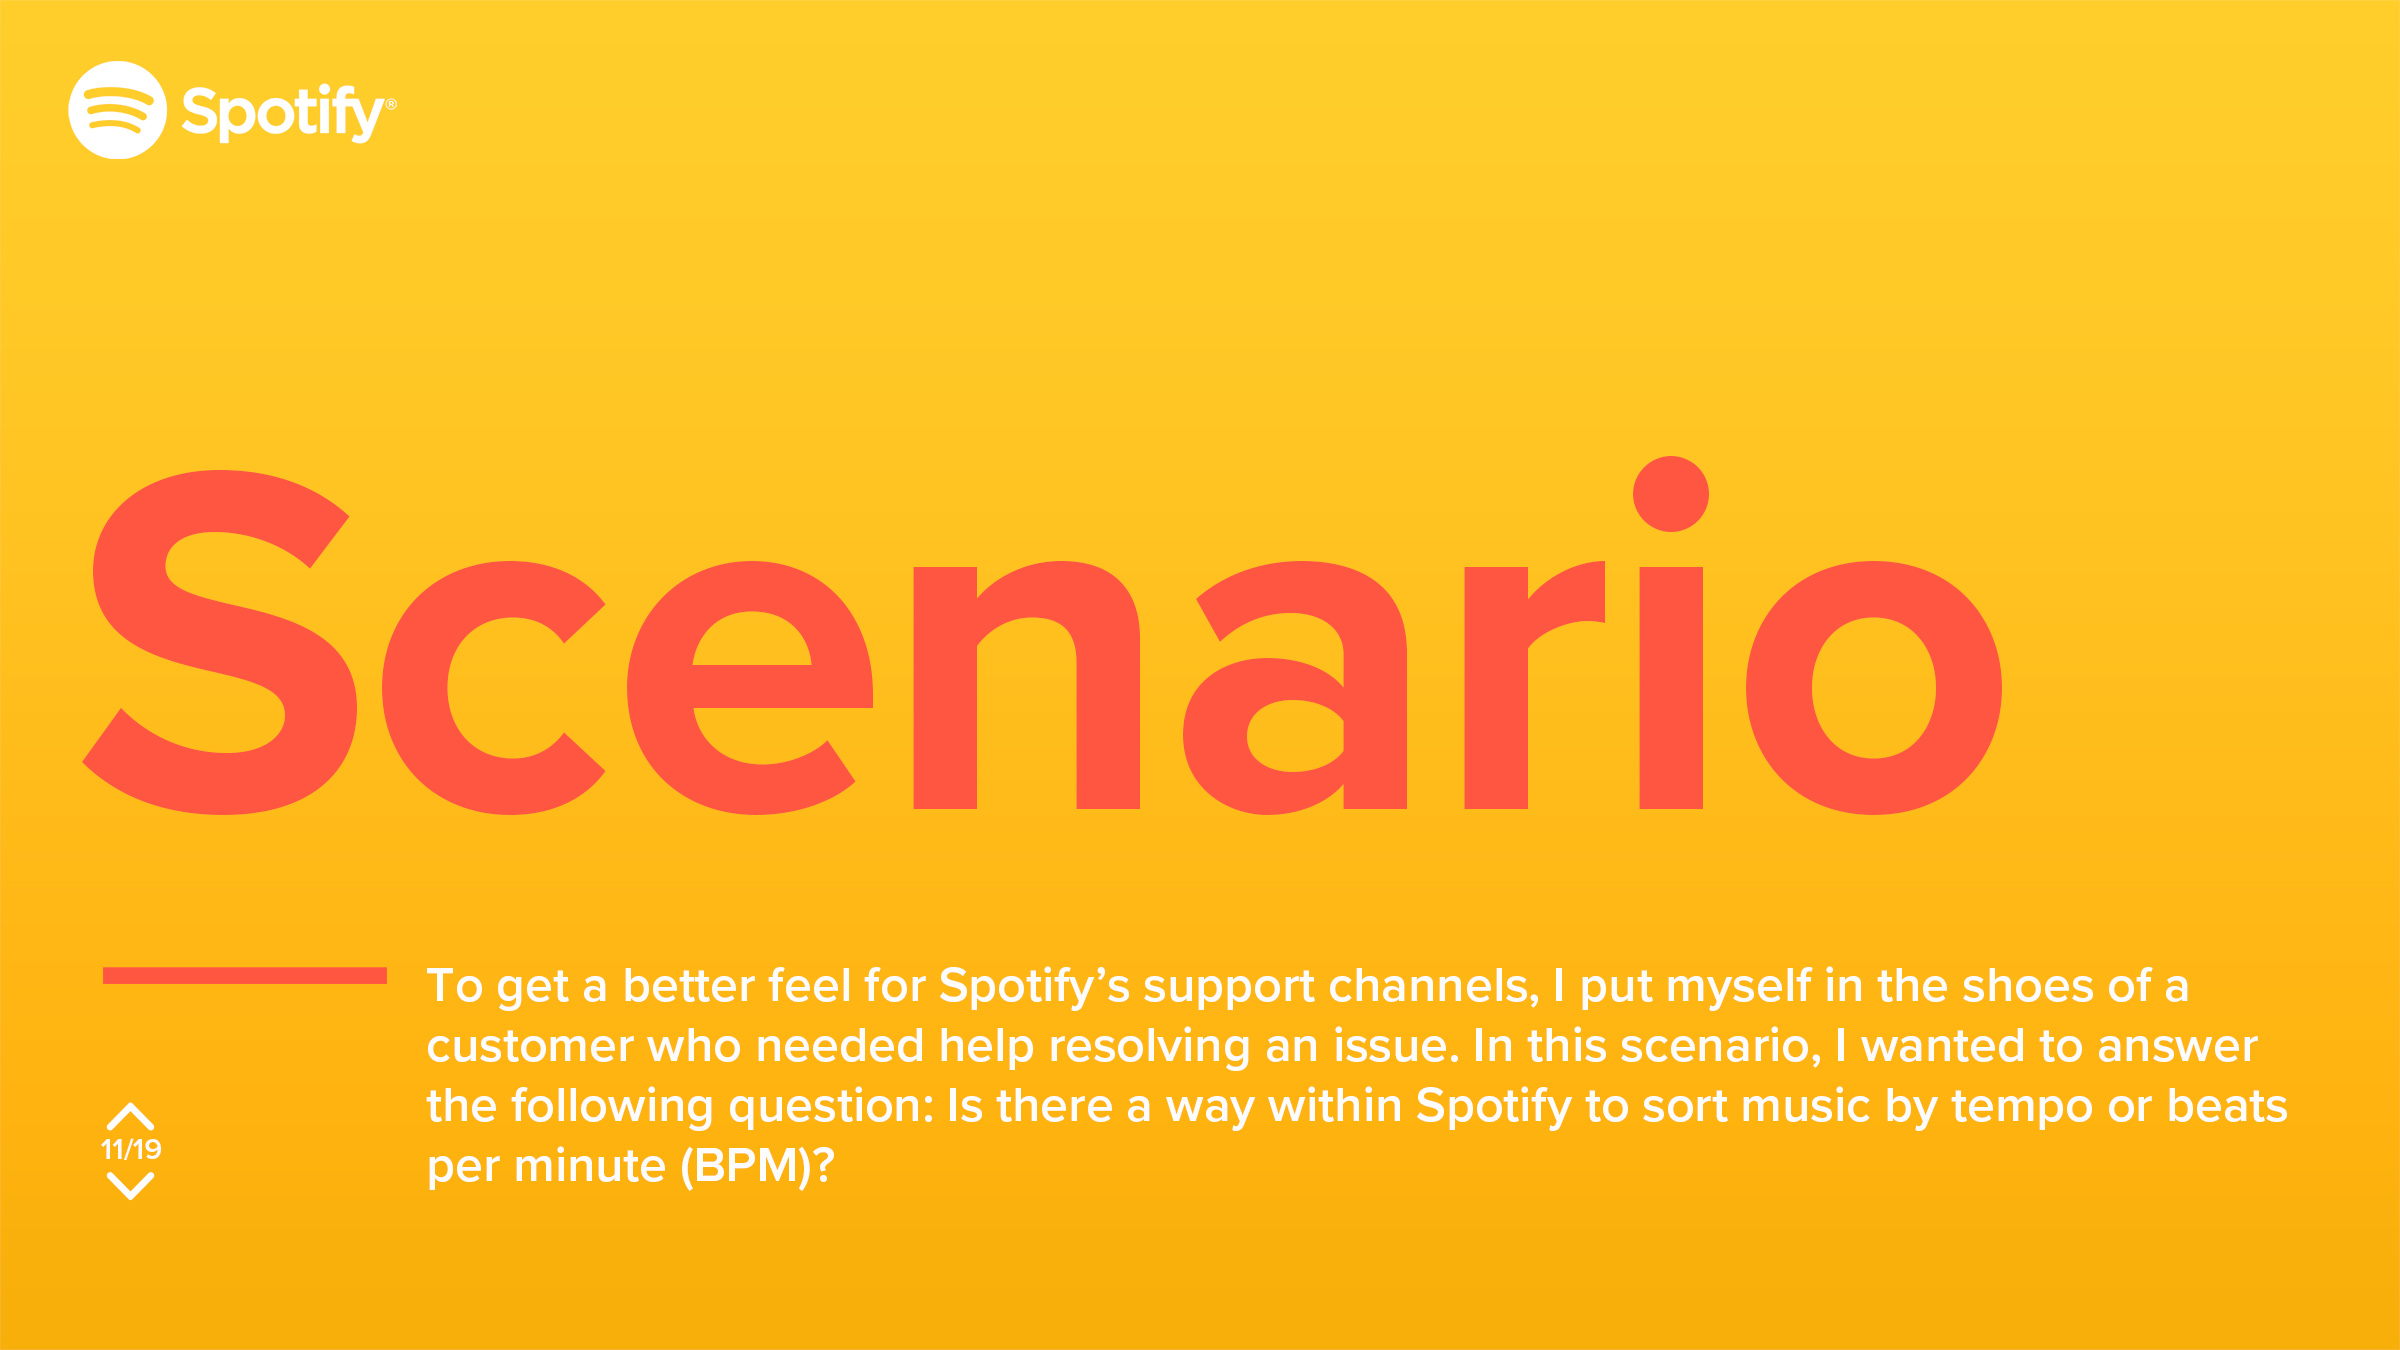 Spotify®
Scenario
To get a better feel for Spotify’s support channels, I put myself in the shoes of a
customer who needed help resolving an issue. In this scenario, I wanted to answer
the following question: Is there a way within Spotify to sort music by tempo or beats
per minute (BPM)?
11/19